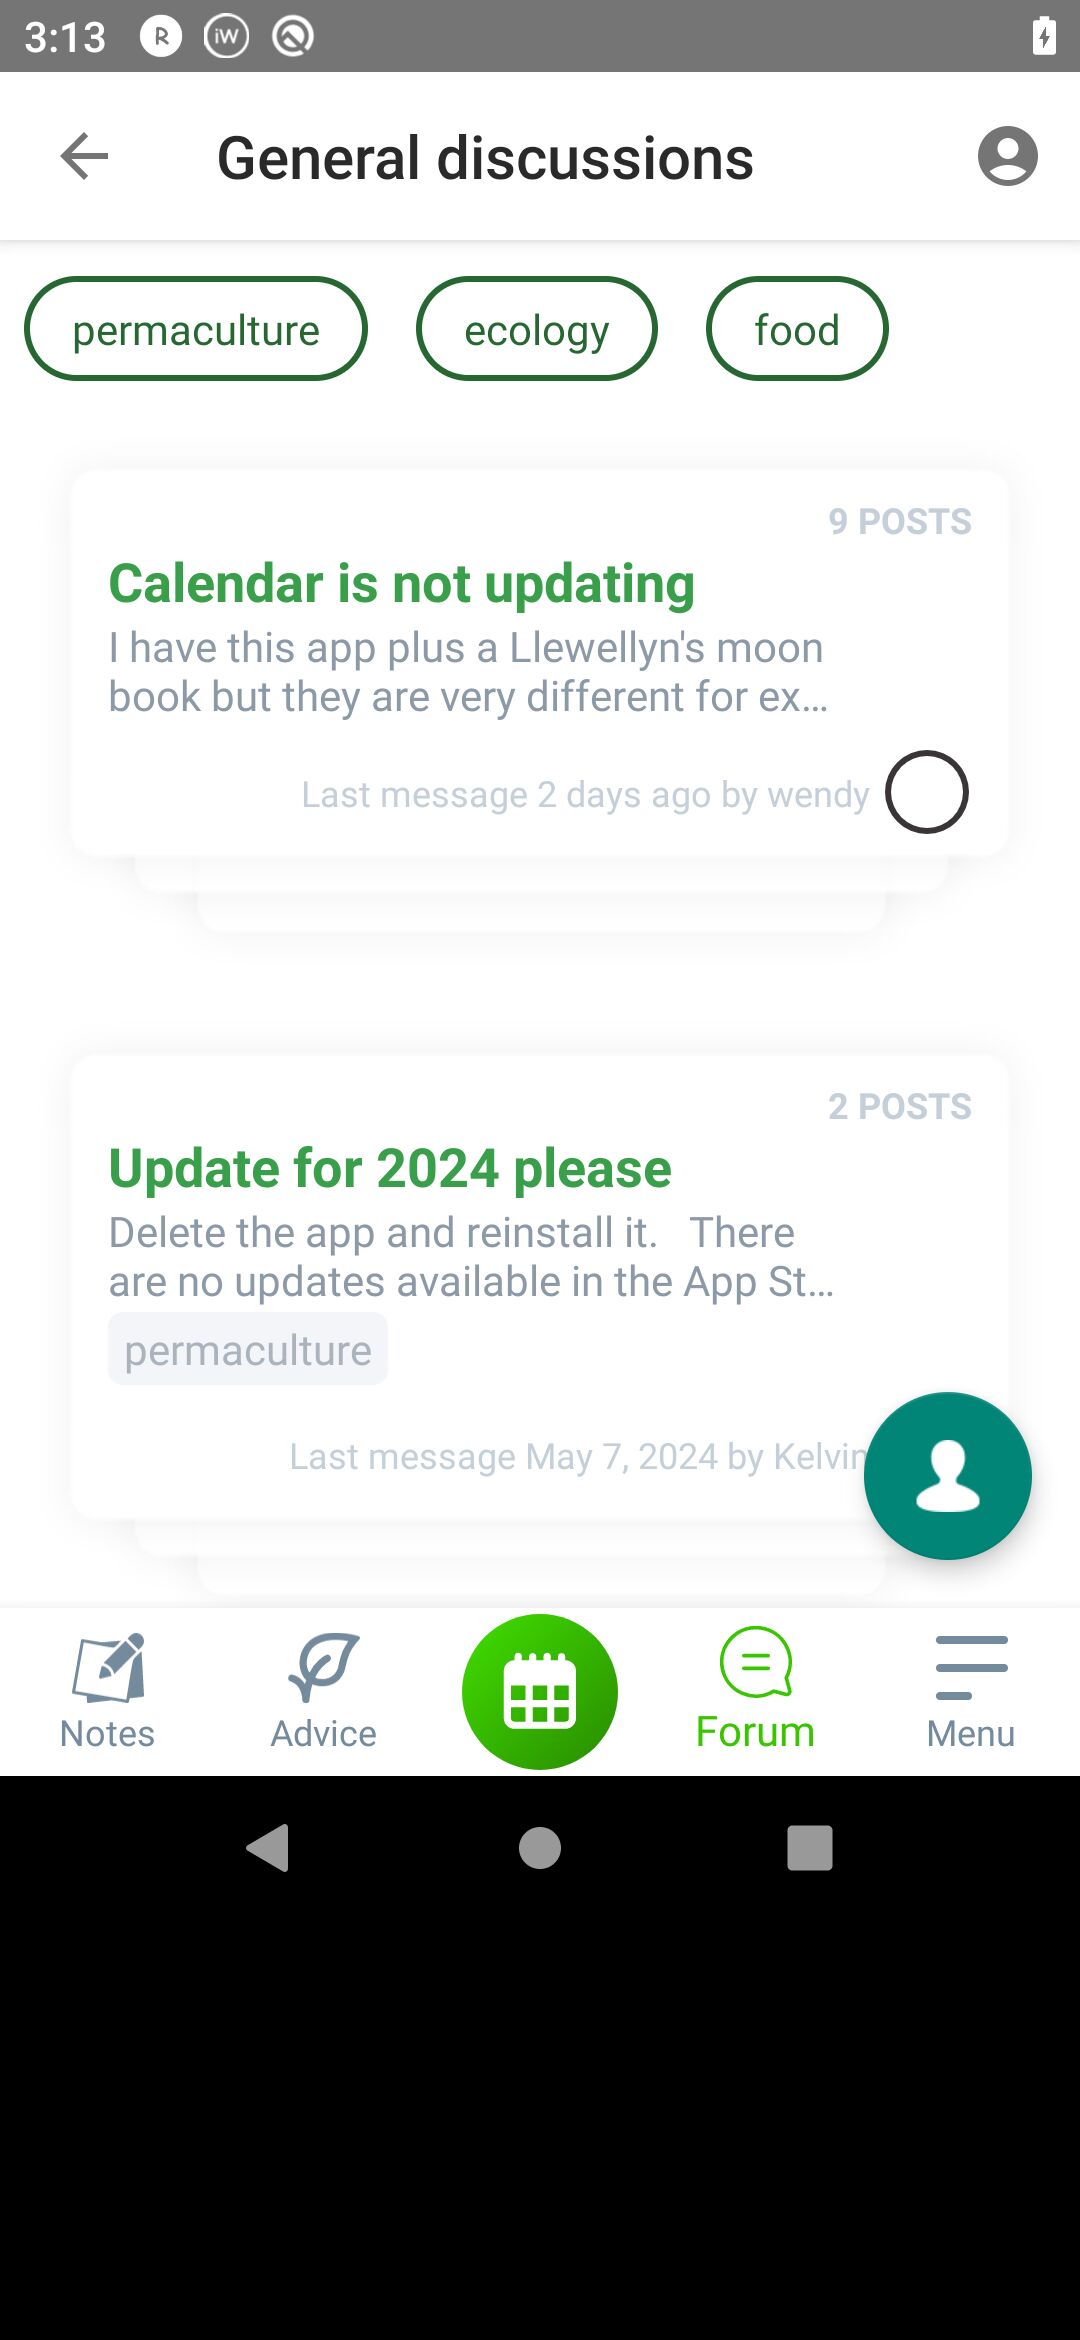 3:13
General discussions
permaculture ecology food
9 POSTS
Calendar is not updating
I have this app plus a Llewellyn's moon
book but they are very different for ex...
Last message 2 days ago by wendy
2 POSTS
Update for 2024 please
Delete the app and reinstall it.   There
are no updates available in the App St...
permaculture
Last message May 7, 2024 by Kelvin
Notes Advice Forum Menu